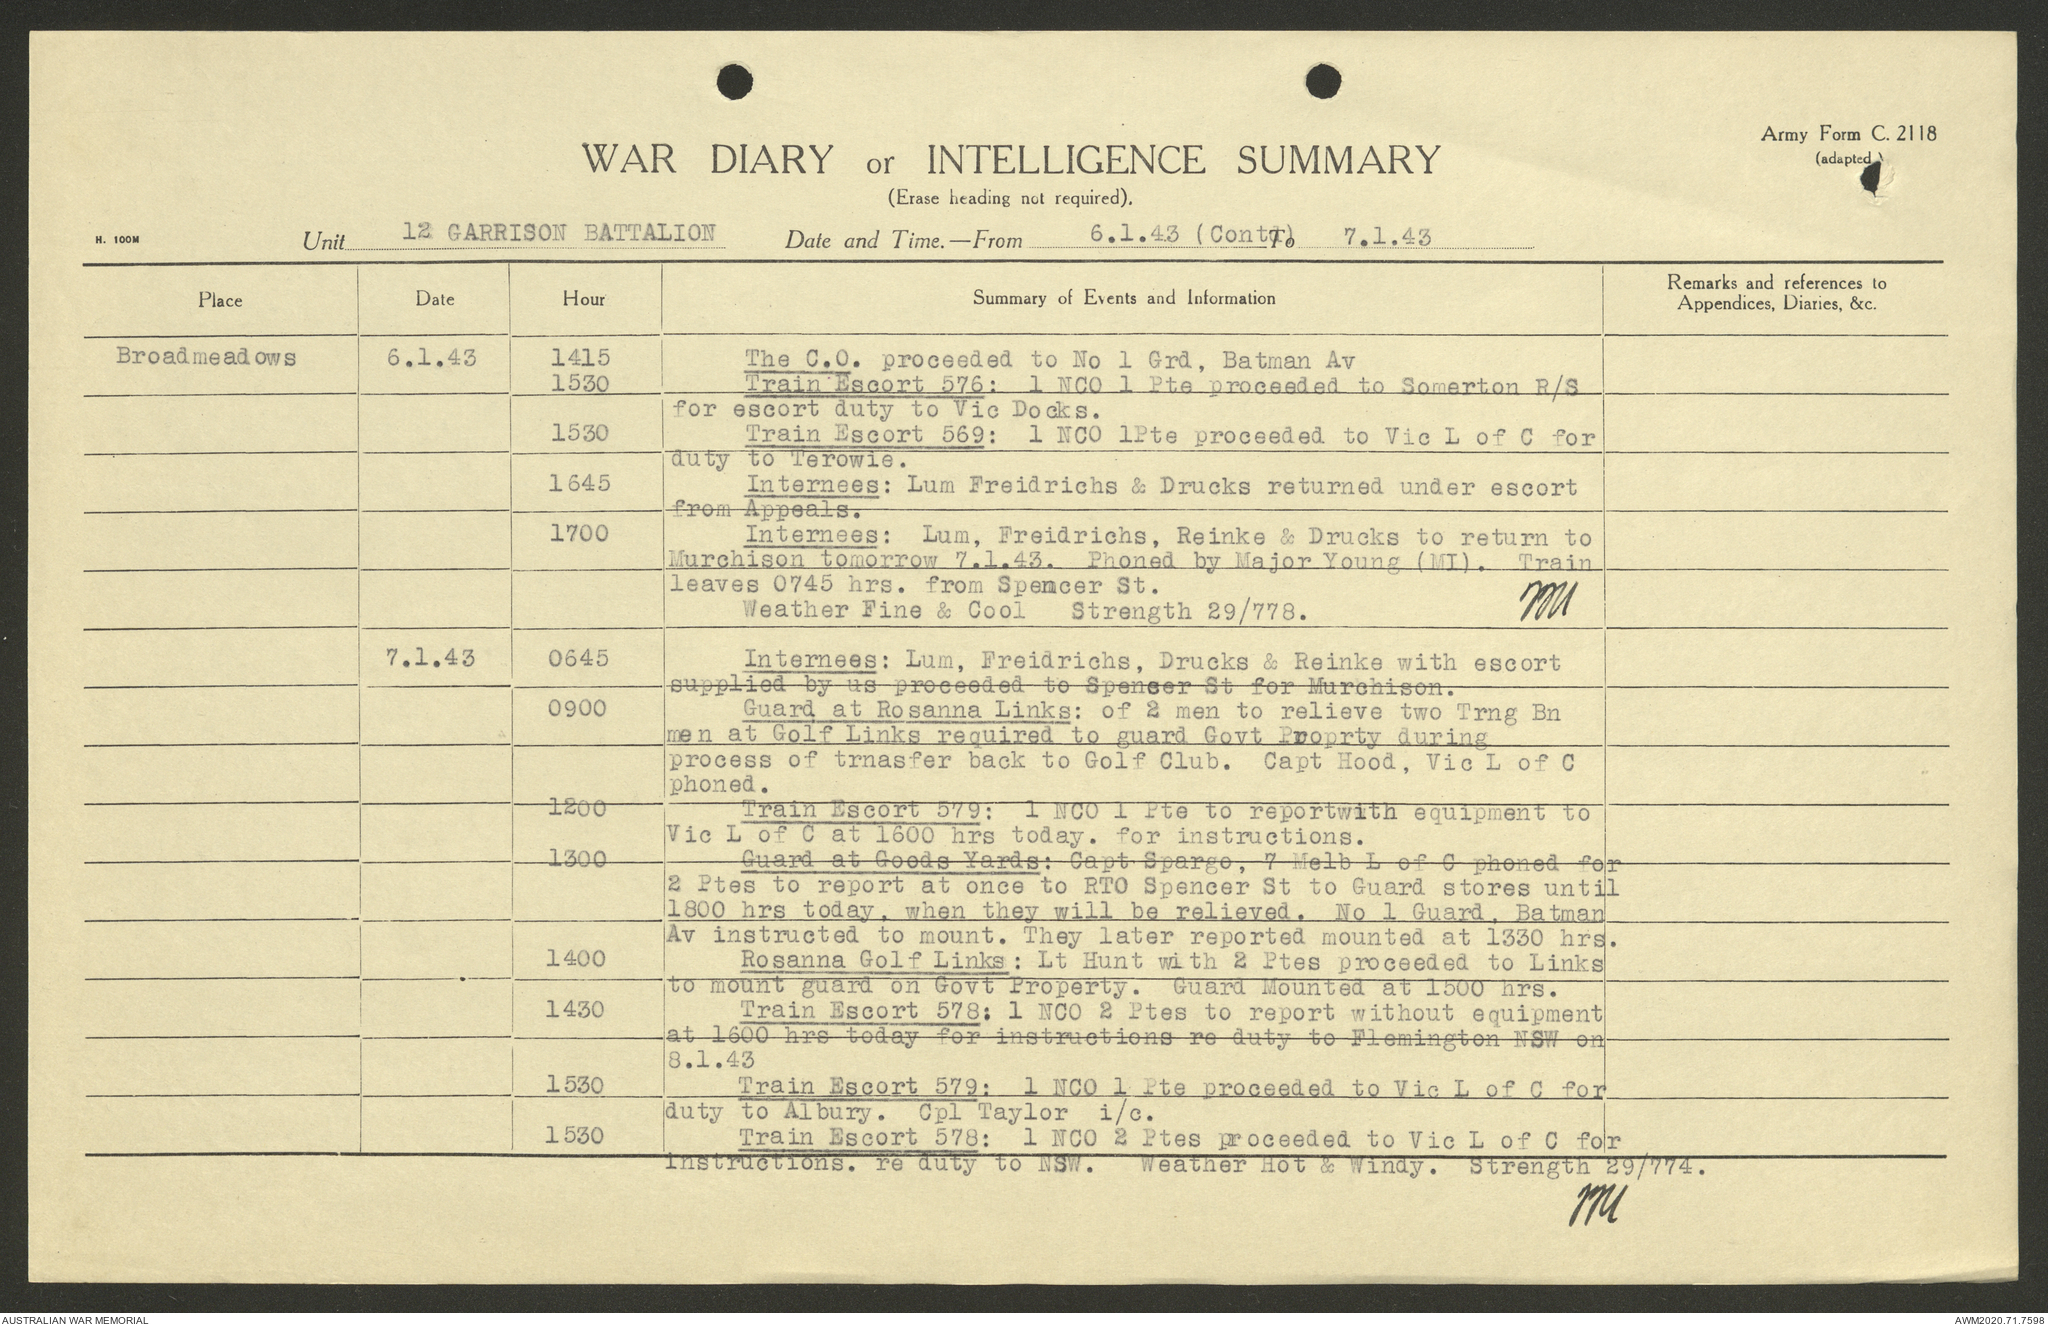 Army Form C. 2118
(adapted)
WAR DIARY or INTELLIGENCE SUMMARY
(Erase heading not required).
H. 100M
Unit 12 GARRISON BATTALION Date and Time.—From 6.1.43 (Contd) To 7.1.43
Place Date Hour Summary of Events and Information Remarks and references to Appendices, Diaries, &c.
Broadmeadows 6.1.43 1415 The C.O. proceeded to No 1 Grd, Batman Av
1530 Train Escort 576: 1 NCO 1 Pte proceeded to Somerton R/S
for escort duty to Vic Docks.
1530 Train Escort 569: 1 NCO 1Pte proceeded to Vic L of C for
duty to Terowie.
1645 Internees: Lum Freidrichs & Drucks returned under escort
from Appeals.
1700 Internees: Lum, Freidrichs, Reinke & Drucks to return to
Murchison tomorrow 7.1.43. Phoned by Major Young (MI). Train
leaves 0745 hrs. from Spencer St.
Weather Fine & Cool Strength 29/778.
7.1.43 0645 Internees: Lum, Freidrichs, Drucks & Reinke with escort
supplied by us proceeded to Spencer St for Murchison.
0900 Guard at Rosanna Links: of 2 men to relieve two Trng Bn
men at Golf Links required to guard Govt Proprty during
process of trnasfer back to Golf Club. Capt Hood, Vic L of C
phoned.
1200 Train Escort 579: 1 NCO 1 Pte to reportwith equipment to
Vic L of C at 1600 hrs today. for instructions.
1300 Guard at Goods Yards: Capt Spargo, 7 Melb L of C phoned for
2 Ptes to report at once to RTO Spencer St to Guard stores until
1800 hrs today, when they will be relieved. No 1 Guard, Batman
Av instructed to mount. They later reported mounted at 1330 hrs.
1400 Rosanna Golf Links: Lt Hunt with 2 Ptes proceeded to Links
to mount guard on Govt Property. Guard Mounted at 1500 hrs.
1430 Train Escort 578: 1 NCO 2 Ptes to report without equipment
at 1600 hrs today for instructions re duty to Flemington NSW on
8.1.43
1530 Train Escort 579: 1 NCO 1 Pte proceeded to Vic L of C for
duty to Albury. Cpl Taylor i/c.
1530 Train Escort 578: 1 NCO 2 Ptes proceeded to Vic L of C for
instructions. re duty to NSW. Weather Hot & Windy. Strength 29/774.
AUSTRALIAN WAR MEMORIAL
AWM2020.71.7598